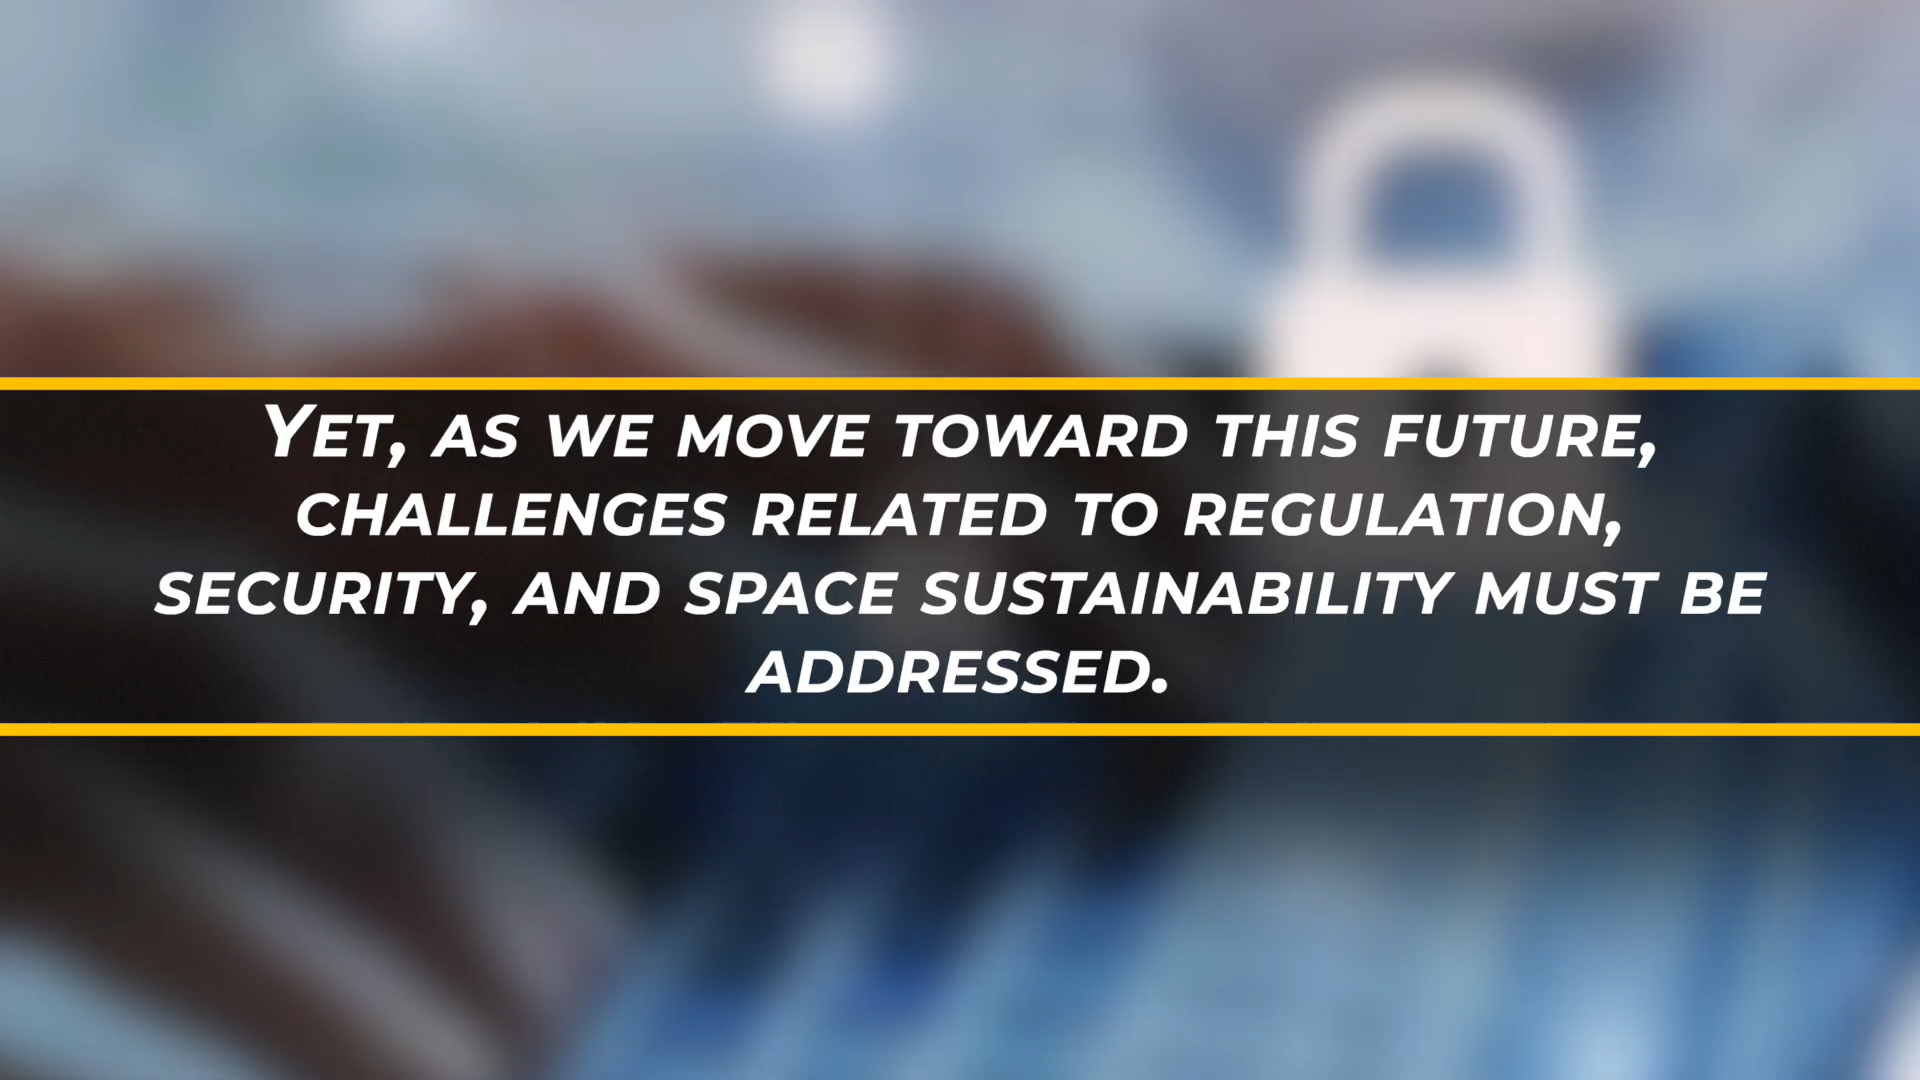 Yet, as we move toward this future,
challenges related to regulation,
security, and space sustainability must be
addressed.